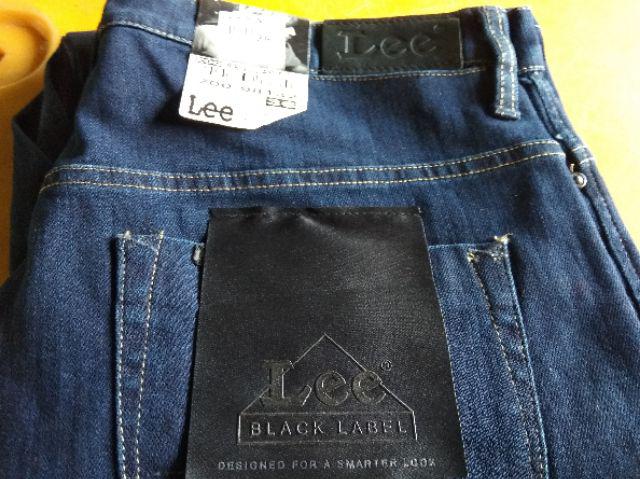 Lee
Lee
Lee®
BLACK LABEL
DESIGNED FOR A SMARTER LOOK